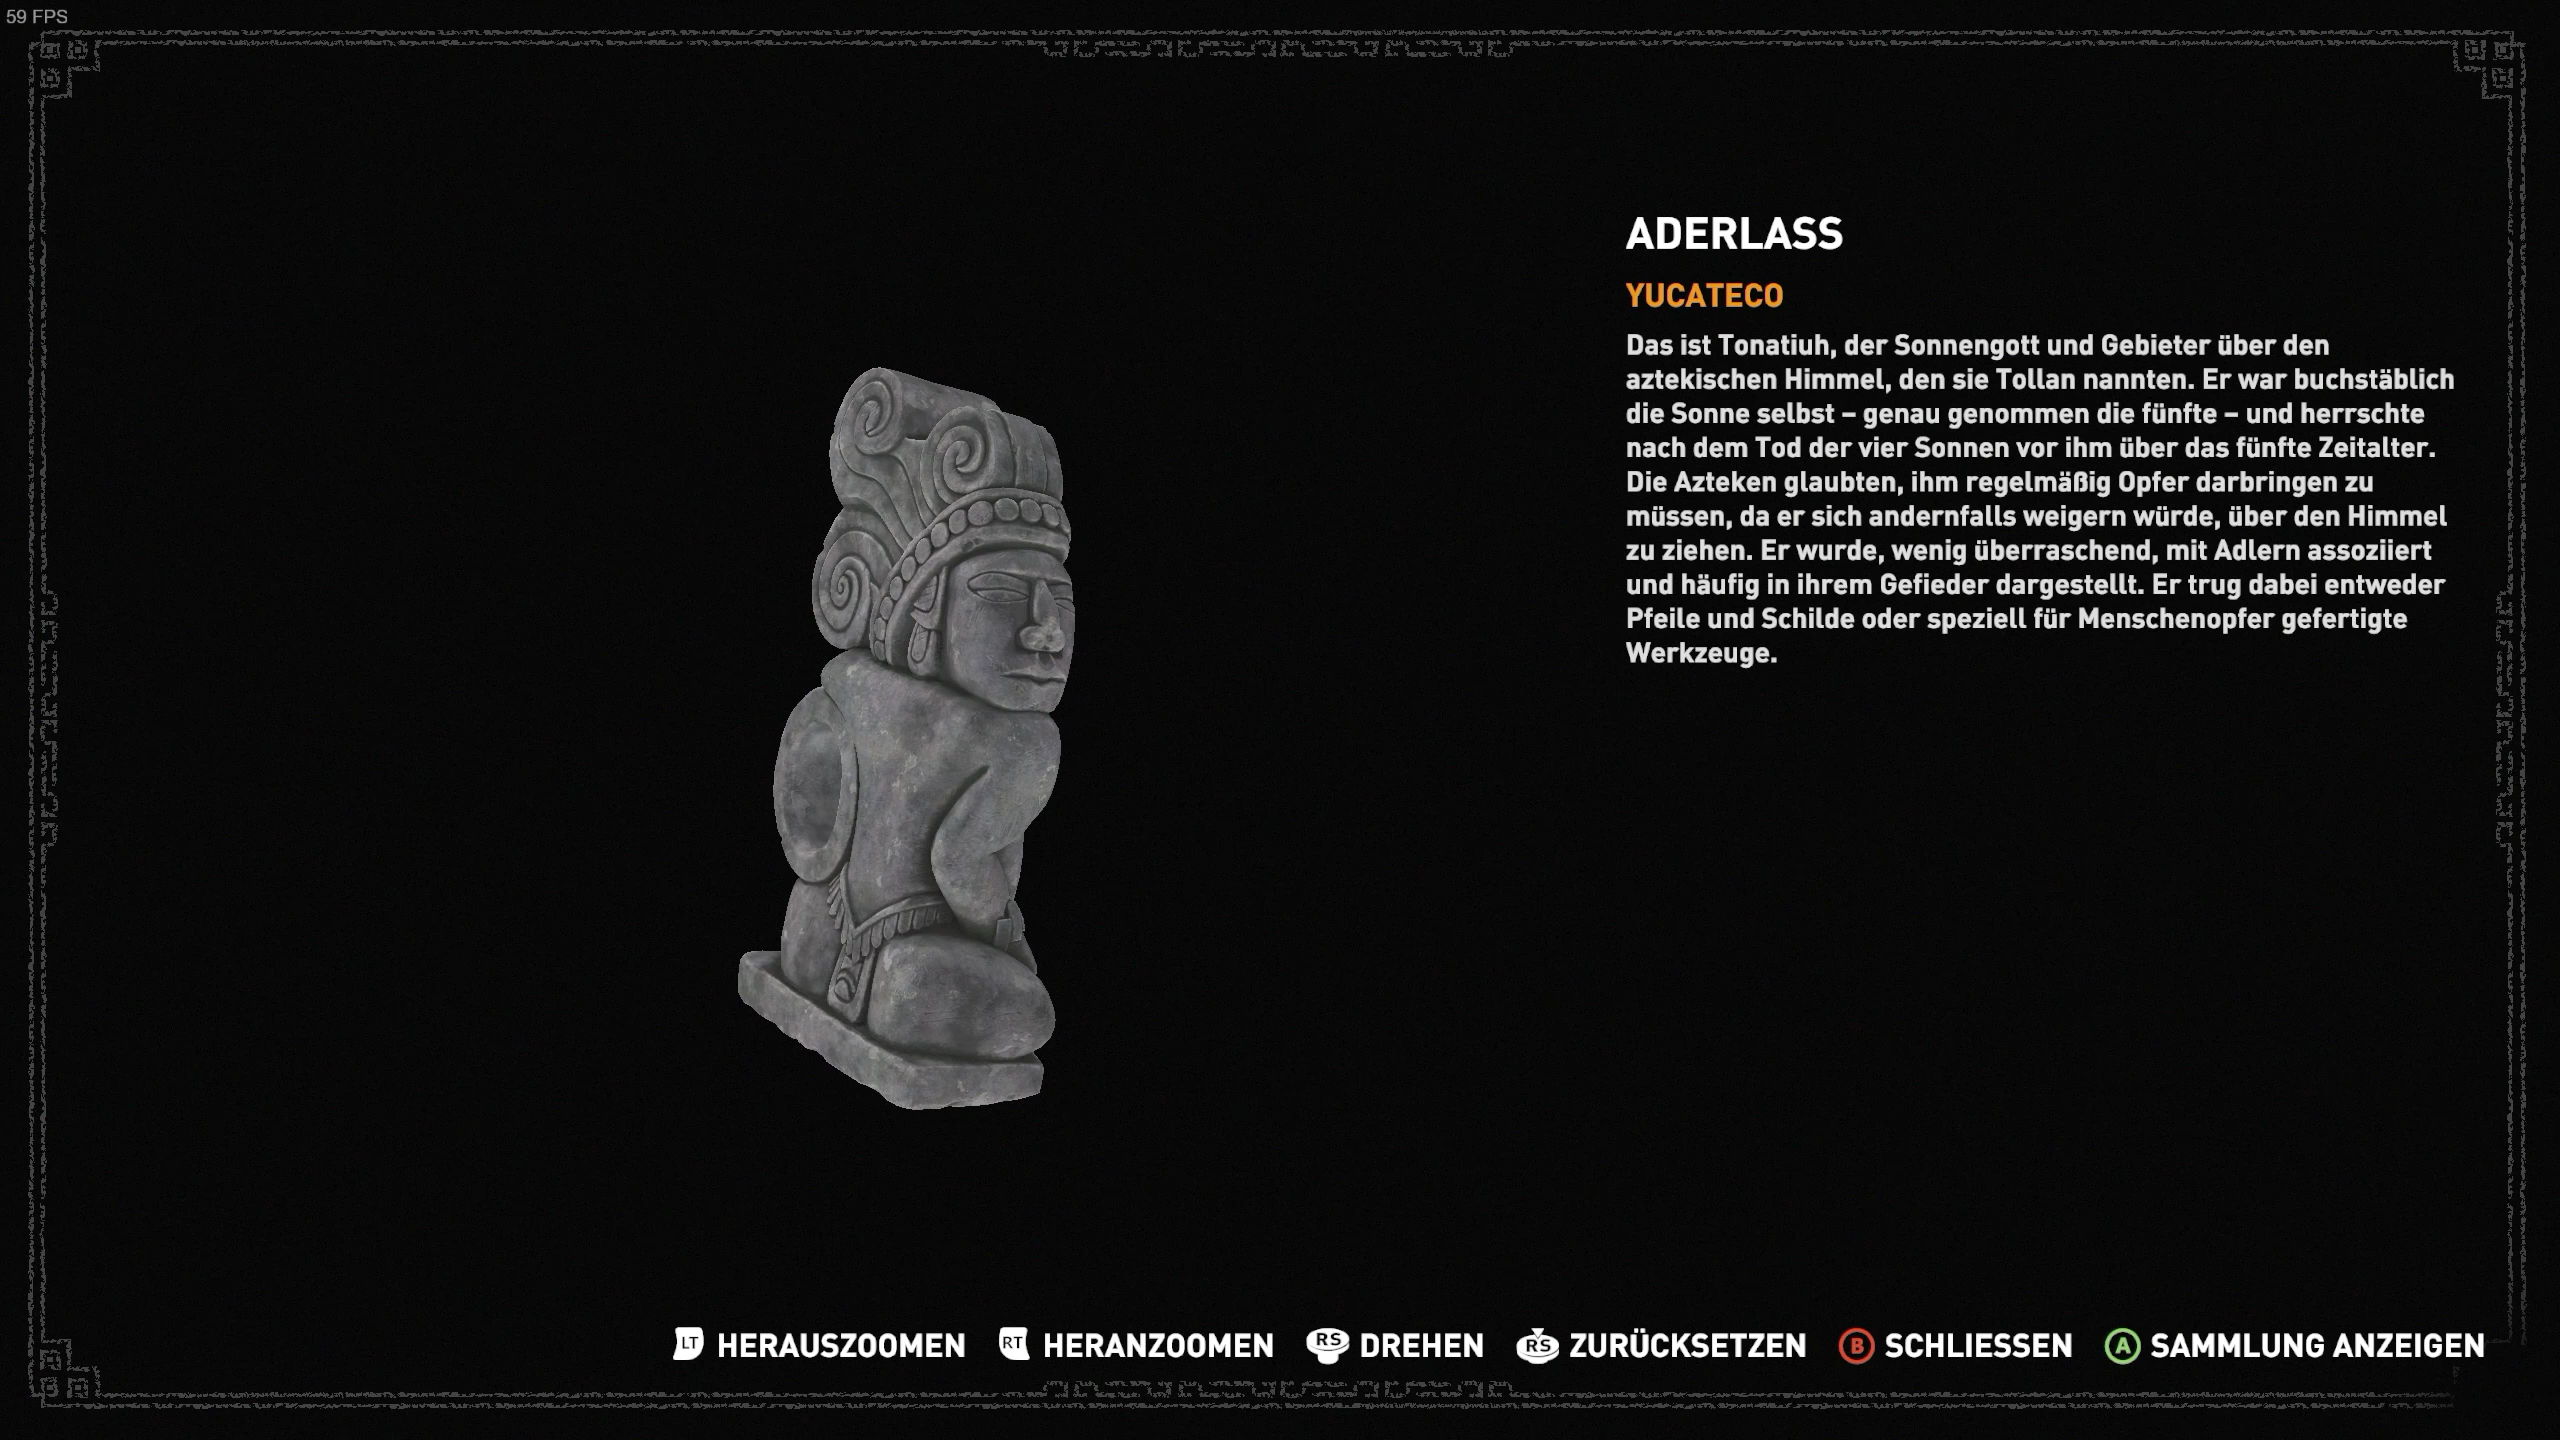 59 FPS
ADERLASS
YUCATECO
Das ist Tonatiuh, der Sonnengott und Gebieter über den
aztekischen Himmel, den sie Tollan nannten. Er war buchstäblich
die Sonne selbst – genau genommen die fünfte – und herrschte
nach dem Tod der vier Sonnen vor ihm über das fünfte Zeitalter.
Die Azteken glaubten, ihm regelmäßig Opfer darbringen zu
müssen, da er sich andernfalls weigern würde, über den Himmel
zu ziehen. Er wurde, wenig überraschend, mit Adlern assoziiert
und häufig in ihrem Gefieder dargestellt. Er trug dabei entweder
Pfeile und Schilde oder speziell für Menschenopfer gefertigte
Werkzeuge.
LT HERAUSZOOMEN RT HERANZOOMEN RS DREHEN RS ZURÜCKSETZEN B SCHLIESSEN A SAMMLUNG ANZEIGEN